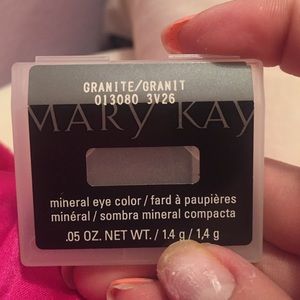 GRANITE/GRANIT
013080 3V26
MARY KAY
mineral eye color / fard à paupières
minéral / sombra mineral compacta
.05 OZ. NET WT. / 1.4 g / 1,4 g